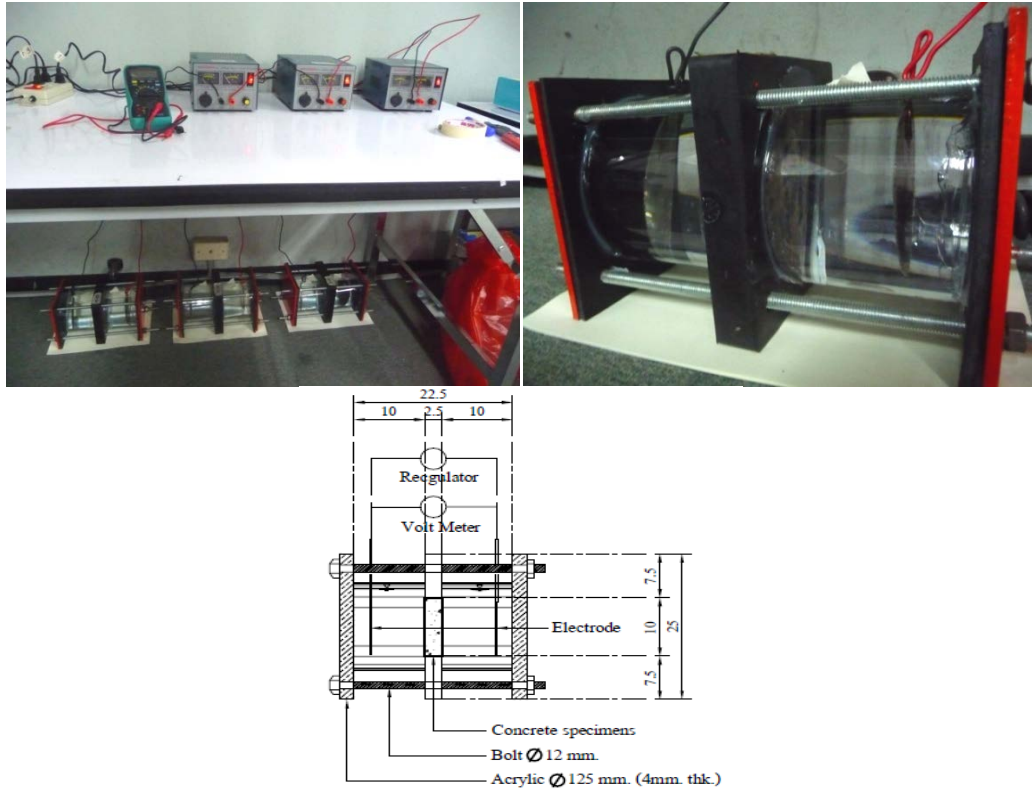 22.5
10 2.5 10
Recgulator
Volt Meter
7.5
10
25
7.5
Electrode
Concrete specimens
Bolt Ø 12 mm.
Acrylic Ø 125 mm. (4mm. thk.)